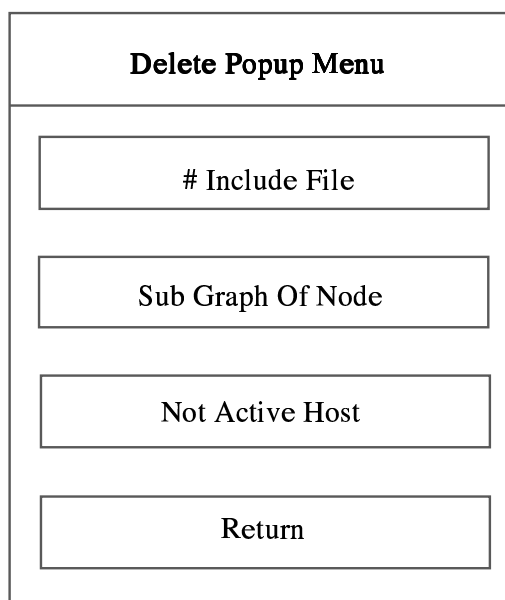 Delete Popup Menu
# Include File
Sub Graph Of Node
Not Active Host
Return